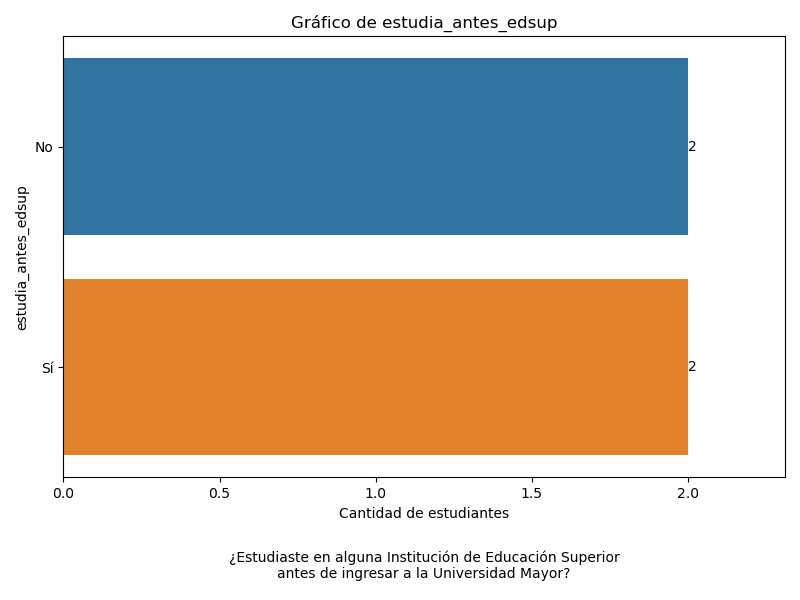 Gráfico de estudia_antes_edsup
estudia_antes_edsup
No
2
Sí
2
0.0 0.5 1.0 1.5 2.0
Cantidad de estudiantes
¿Estudiaste en alguna Institución de Educación Superior
antes de ingresar a la Universidad Mayor?